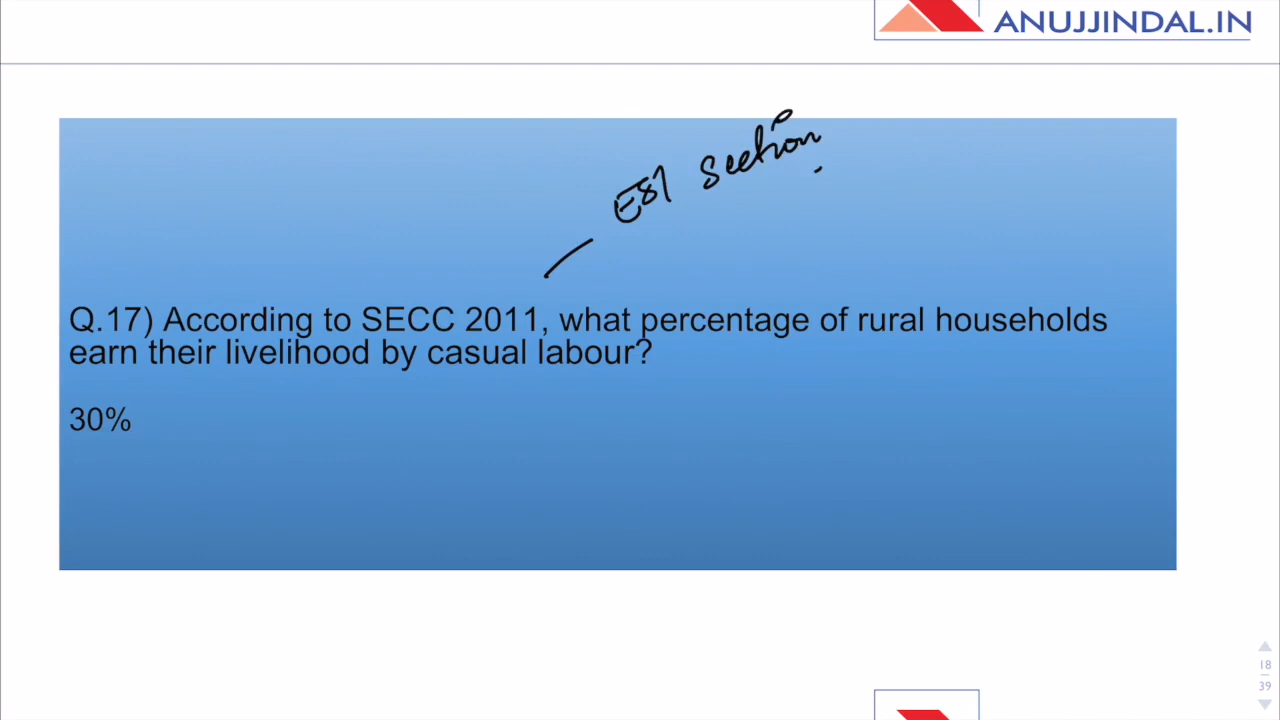 ANUJJINDAL.IN
ESI Section
Q.17) According to SECC 2011, what percentage of rural households
earn their livelihood by casual labour?
30%
18
39